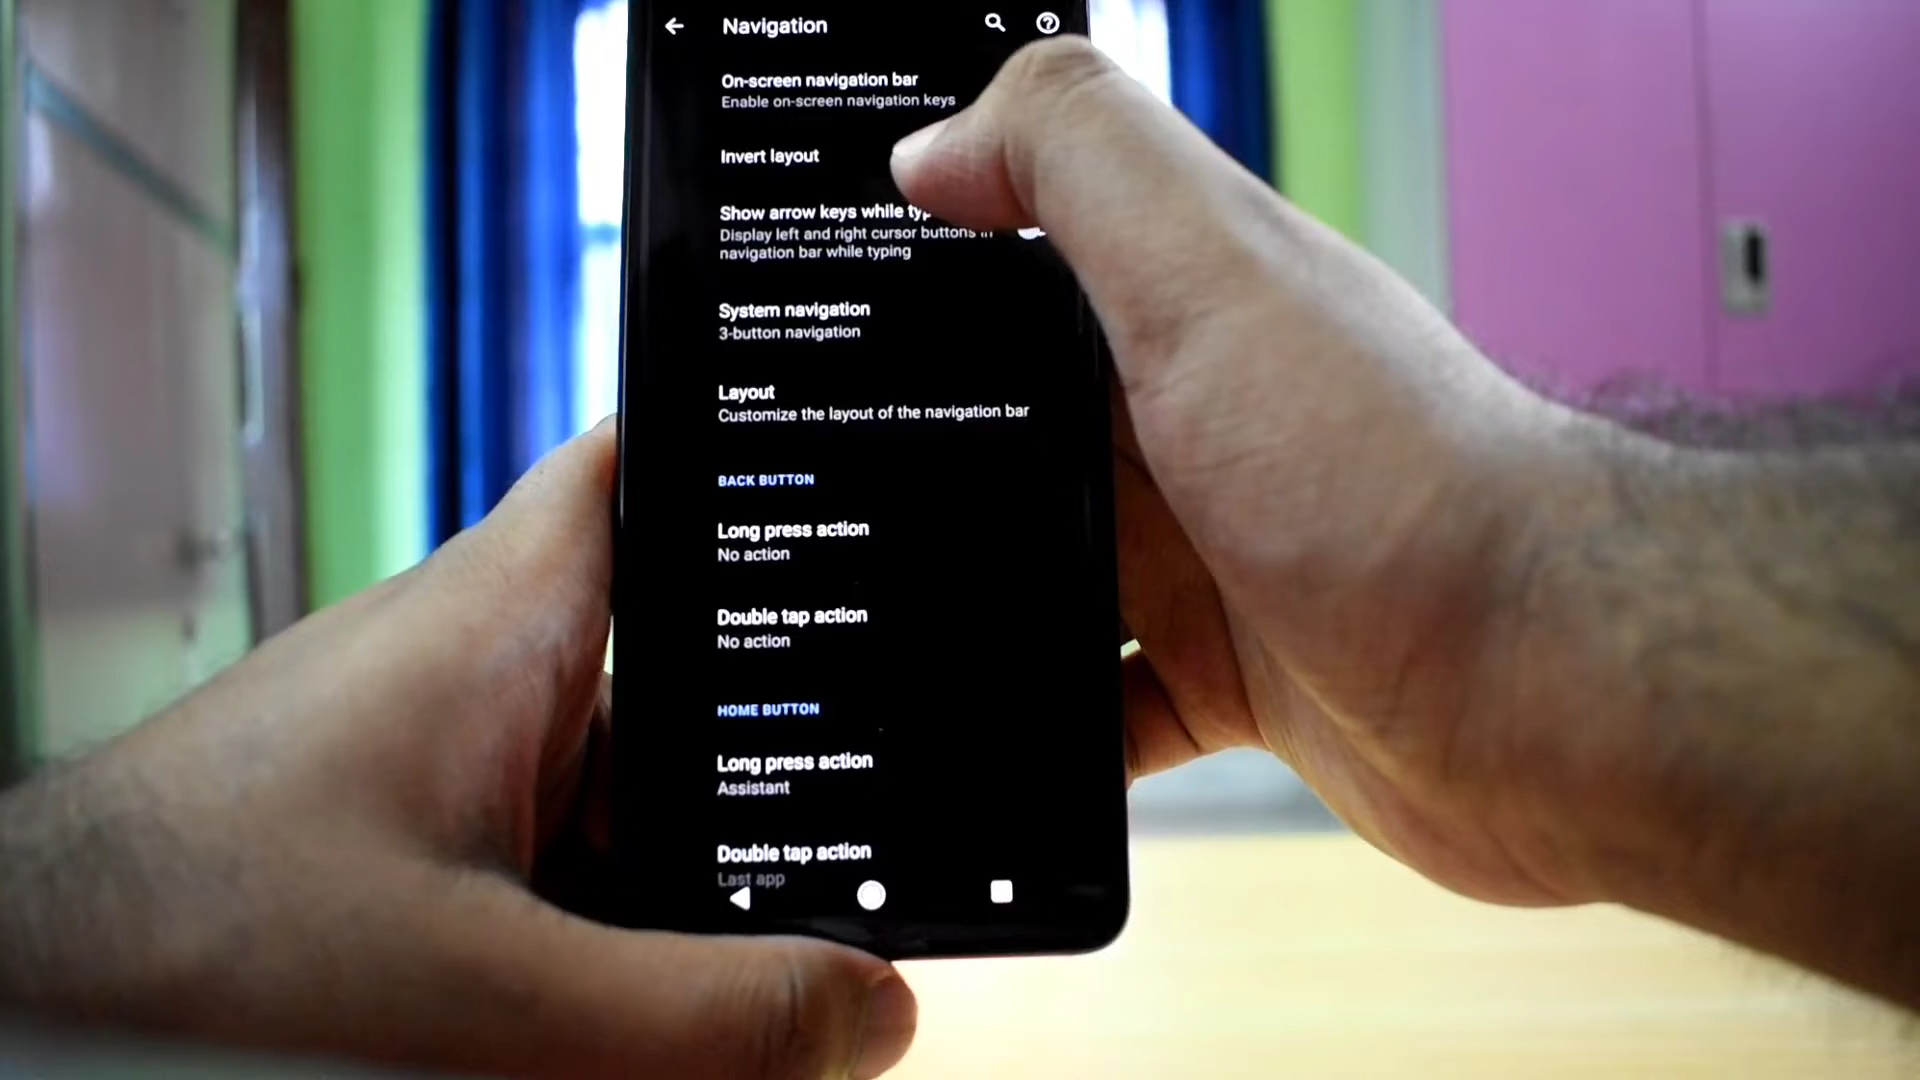 Navigation
On-screen navigation bar
Enable on-screen navigation keys
Invert layout
Show arrow keys while
Display left and right cursor buttons in
navigation bar while typing
System navigation
3-button navigation
Layout
Customize the layout of the navigation bar
BACK BUTTON
Long press action
No action
Double tap action
No action
HOME BUTTON
Long press action
Assistant
Double tap action
Last app